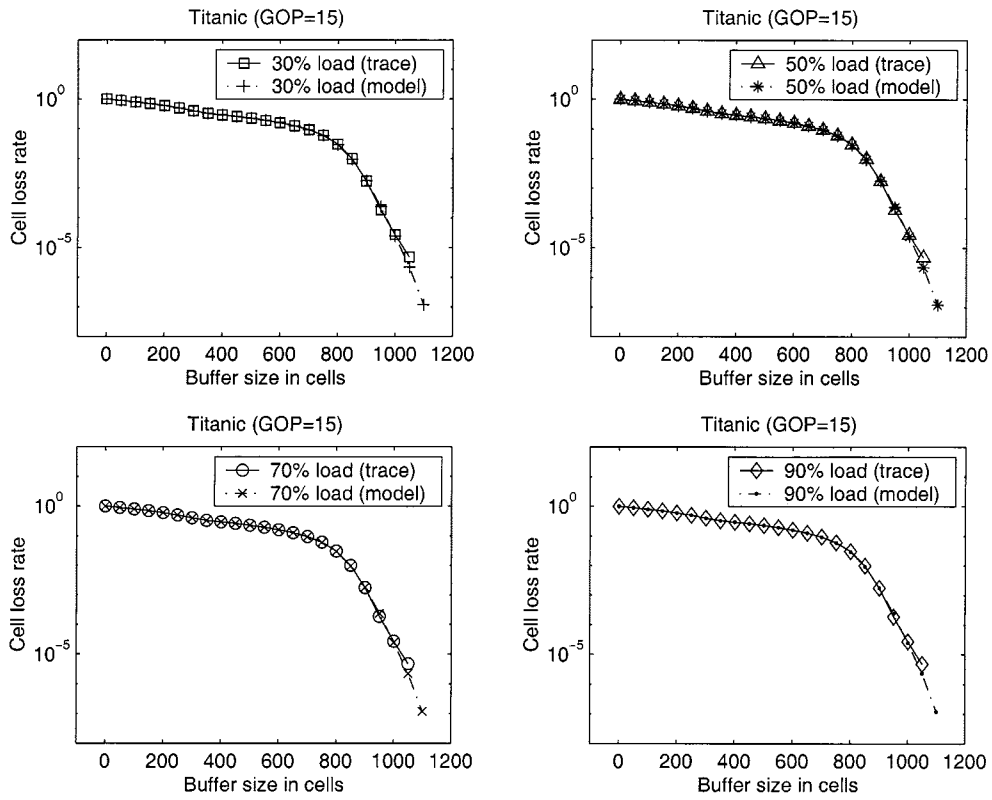 Titanic (GOP=15)
30% load (trace)
30% load (model)
10^0
10^-5
Cell loss rate
0 200 400 600 800 1000 1200
Buffer size in cells
Titanic (GOP=15)
50% load (trace)
50% load (model)
10^0
10^-5
Cell loss rate
0 200 400 600 800 1000 1200
Buffer size in cells
Titanic (GOP=15)
70% load (trace)
70% load (model)
10^0
10^-5
Cell loss rate
0 200 400 600 800 1000 1200
Buffer size in cells
Titanic (GOP=15)
90% load (trace)
90% load (model)
10^0
10^-5
Cell loss rate
0 200 400 600 800 1000 1200
Buffer size in cells